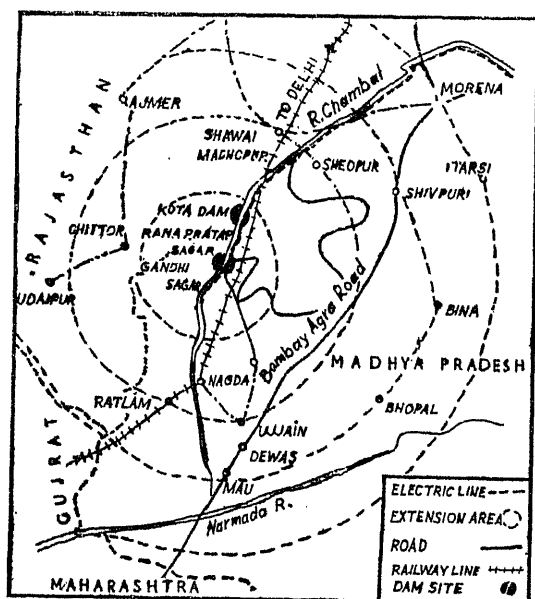 TO DELHI
R. Chambal
MORENA
AJMER
RAJASTHAN
SHAWAI
MADHOPUR
SHEOPUR
ITARSI
SHIVPURI
KOTA DAM
RANA PRATAP
SAGAR
CHITTOR
GANDHI
SAGAR
UDAIPUR
Bambay Agra Road
BINA
MADHYA PRADESH
NAGDA
RATLAM
BHOPAL
UJJAIN
DEWAS
GUJRAT
MAU
Narmada R.
MAHARASHTRA
ELECTRIC LINE
EXTENSION AREA
ROAD
RAILWAY LINE
DAM SITE